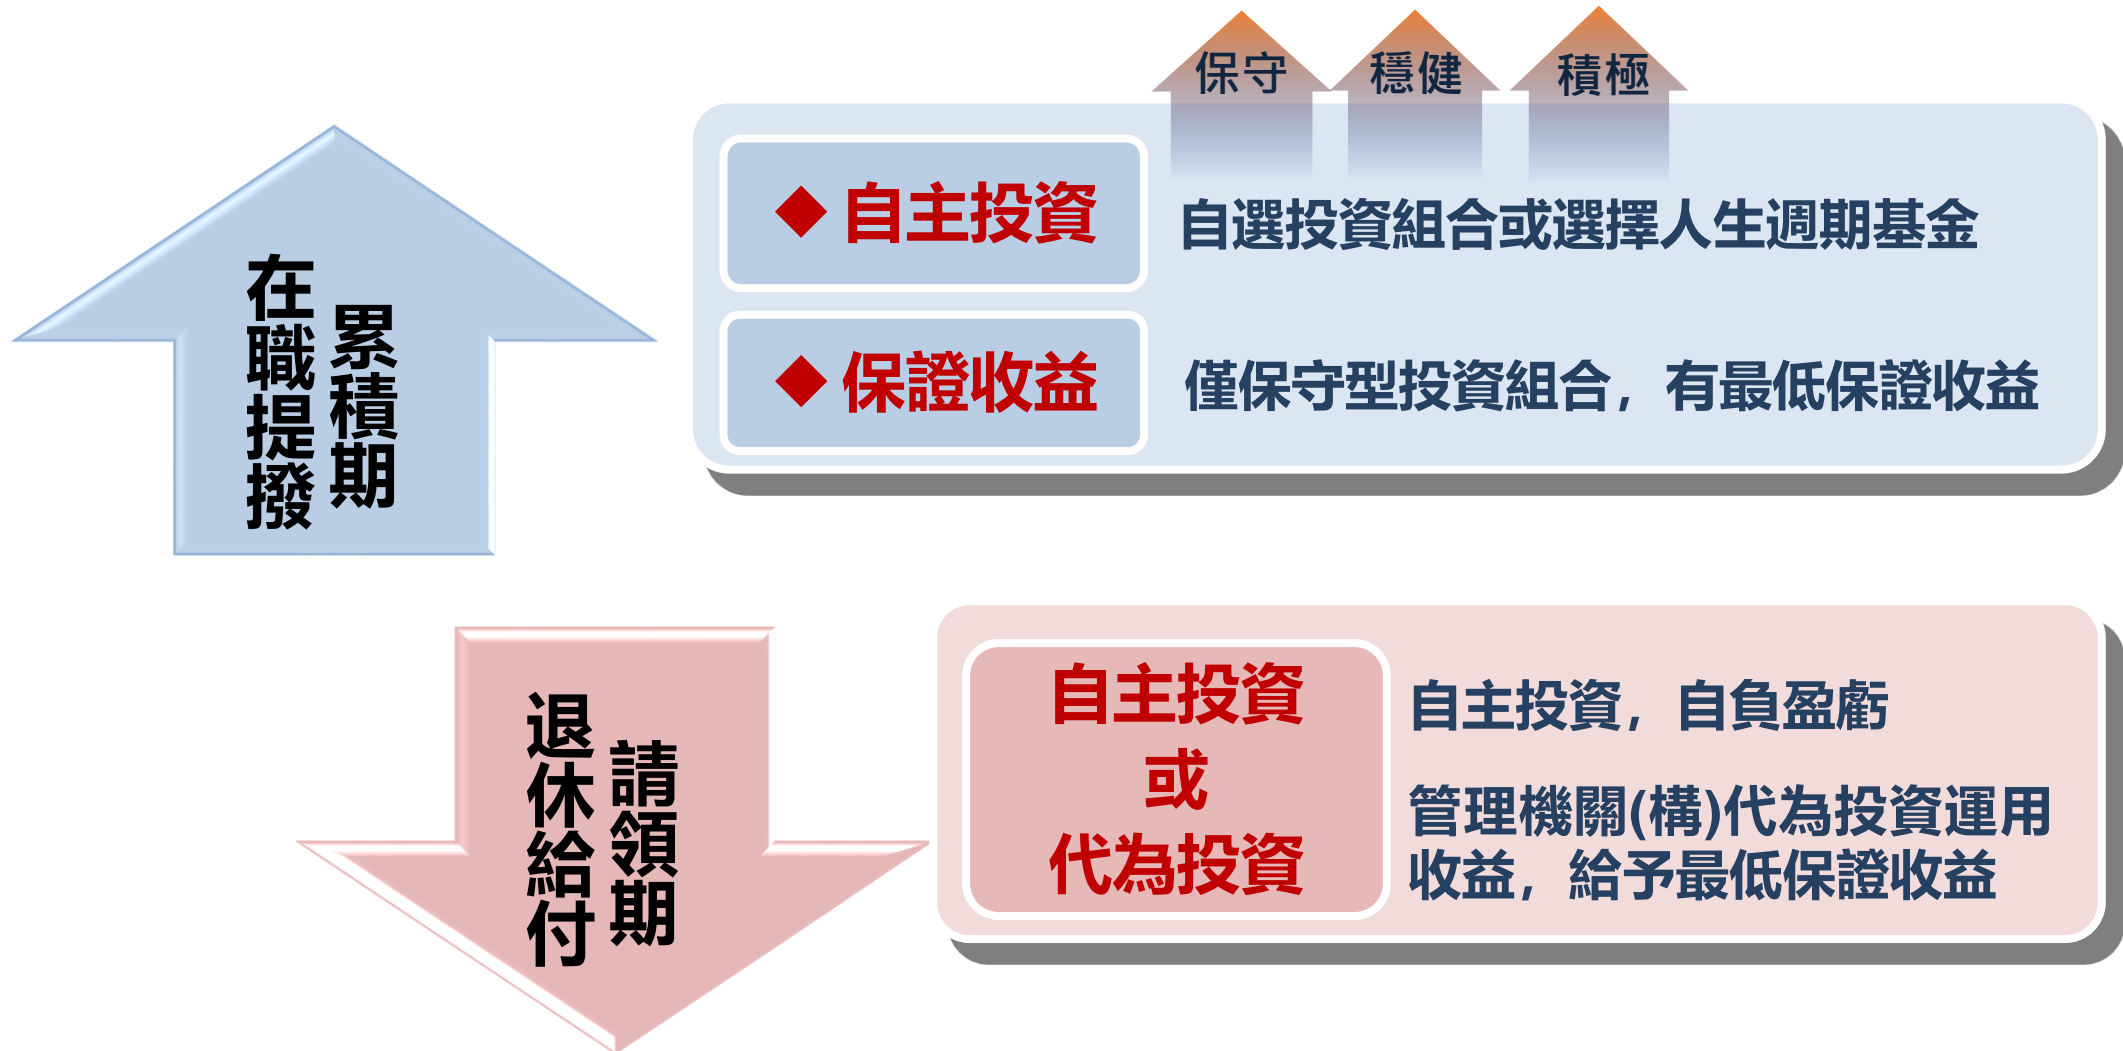 保守
穩健
積極
累積期
在職提撥
◆ 自主投資
自選投資組合或選擇人生週期基金
◆ 保證收益
僅保守型投資組合，有最低保證收益
請領期
退休給付
自主投資
或
代為投資
自主投資，自負盈虧
管理機關(構)代為投資運用
收益，給予最低保證收益